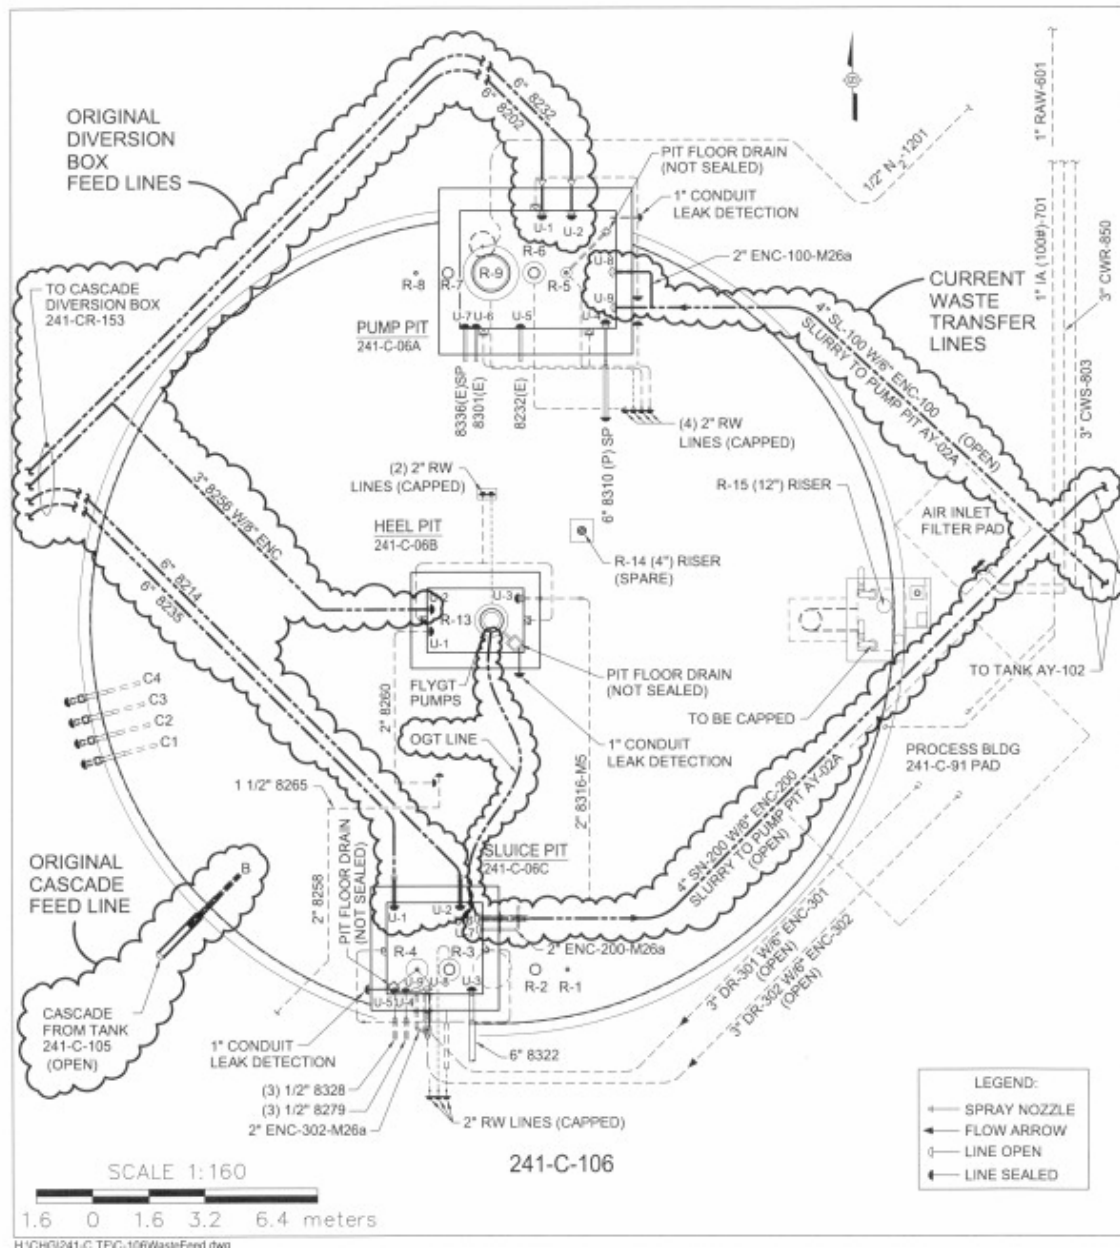 ORIGINAL
DIVERSION
BOX
FEED LINES
6" 8232
6" 8202
PIT FLOOR DRAIN
(NOT SEALED)
1/2" N2-1201
1" RAW-601
1" IA (100#)-701
3" CWR-850
3" CWS-803
1" CONDUIT
LEAK DETECTION
2" ENC-100-M26a
CURRENT
WASTE
TRANSFER
LINES
TO CASCADE
DIVERSION BOX
241-CR-153
U-1
U-2
R-6
U-8
R-8
R-7
R-9
R-5
U-9
U-7
U-6
U-5
U-4
PUMP PIT
241-C-06A
4" SL-100 W/6" ENC-100
SLURRY TO PUMP PIT AY-02A
(OPEN)
8336(E)SP
8301(E)
8232(E)
6" 8310 (P) SP
(4) 2" RW
LINES (CAPPED)
(2) 2" RW
LINES (CAPPED)
R-15 (12") RISER
AIR INLET
FILTER PAD
3" 8256 W/8" ENC
HEEL PIT
241-C-06B
R-14 (4") RISER
(SPARE)
6" 8214
6" 8235
U-2
U-3
R-13
U-1
FLYGT
PUMPS
PIT FLOOR DRAIN
(NOT SEALED)
TO TANK AY-102
TO BE CAPPED
C4
C3
C2
C1
2" 8260
OGT LINE
1" CONDUIT
LEAK DETECTION
PROCESS BLDG
241-C-91 PAD
1 1/2" 8265
2" 8316-M5
4" SN-200 W/6" ENC-200
SLURRY TO PUMP PIT AY-02A
(OPEN)
SLUICE PIT
241-C-06C
ORIGINAL
CASCADE
FEED LINE
B
2" 8258
PIT FLOOR DRAIN
(NOT SEALED)
U-1
U-2
U-7
2" ENC-200-M26a
R-4
R-3
U-9
U-8
U-3
R-2
R-1
U-5
U-4
3" DR-301 W/6" ENC-301
(OPEN)
3" DR-302 W/6" ENC-302
(OPEN)
CASCADE
FROM TANK
241-C-105
(OPEN)
1" CONDUIT
LEAK DETECTION
6" 8322
(3) 1/2" 8328
(3) 1/2" 8279
2" ENC-302-M26a
2" RW LINES (CAPPED)
LEGEND:
SPRAY NOZZLE
FLOW ARROW
LINE OPEN
LINE SEALED
241-C-106
SCALE 1:160
1.6 0 1.6 3.2 6.4 meters
H:\CHG\241-C TF\C-106WasteFeed.dwg